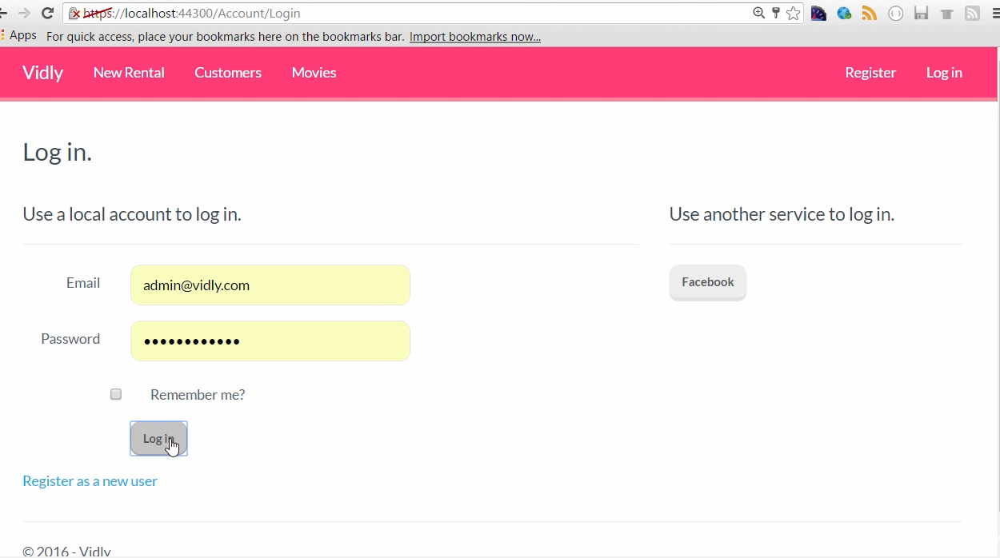 https://localhost:44300/Account/Login
Apps For quick access, place your bookmarks here on the bookmarks bar. Import bookmarks now...
Vidly New Rental Customers Movies Register Log in
Log in.
Use a local account to log in. Use another service to log in.
Email admin@vidly.com Facebook
Password ••••••••••••
Remember me?
Log in
Register as a new user
© 2016 - Vidly